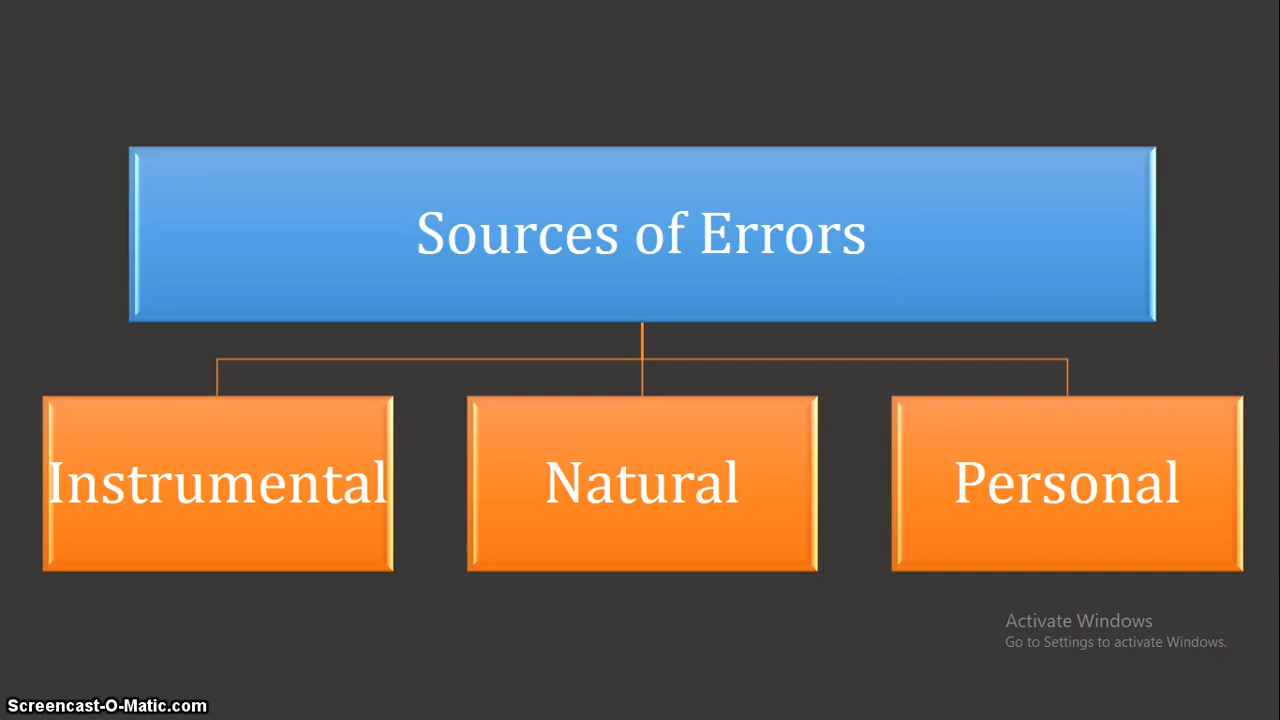 Sources of Errors
Instrumental
Natural
Personal
Activate Windows
Go to Settings to activate Windows.
Screencast-O-Matic.com